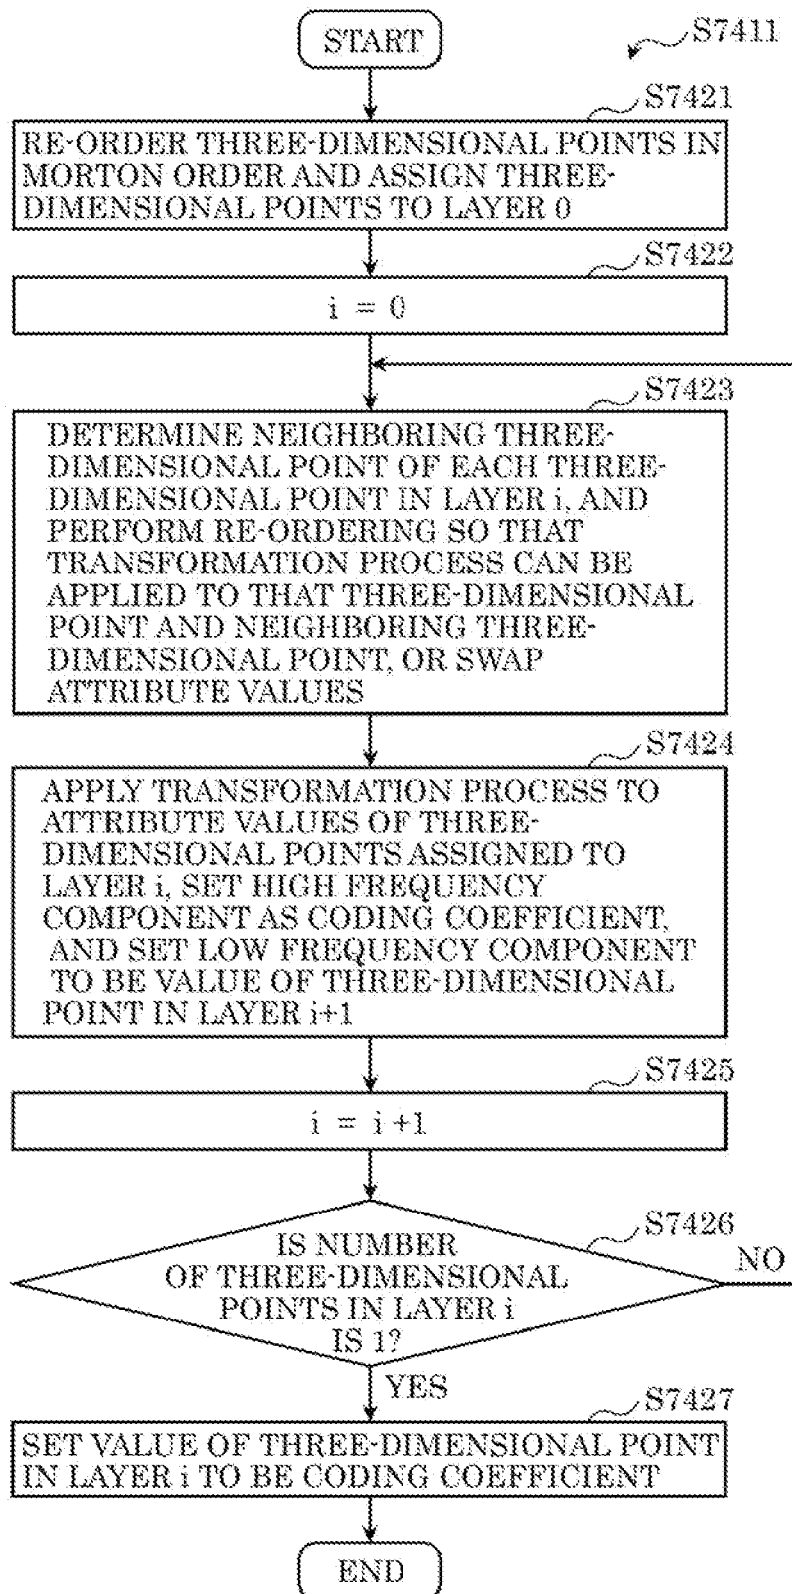 START
S7411
S7421
RE-ORDER THREE-DIMENSIONAL POINTS IN
MORTON ORDER AND ASSIGN THREE-
DIMENSIONAL POINTS TO LAYER 0
S7422
i = 0
S7423
DETERMINE NEIGHBORING THREE-
DIMENSIONAL POINT OF EACH THREE-
DIMENSIONAL POINT IN LAYER i, AND
PERFORM RE-ORDERING SO THAT
TRANSFORMATION PROCESS CAN BE
APPLIED TO THAT THREE-DIMENSIONAL
POINT AND NEIGHBORING THREE-
DIMENSIONAL POINT, OR SWAP
ATTRIBUTE VALUES
S7424
APPLY TRANSFORMATION PROCESS TO
ATTRIBUTE VALUES OF THREE-
DIMENSIONAL POINTS ASSIGNED TO
LAYER i, SET HIGH FREQUENCY
COMPONENT AS CODING COEFFICIENT,
AND SET LOW FREQUENCY COMPONENT
TO BE VALUE OF THREE-DIMENSIONAL
POINT IN LAYER i+1
S7425
i = i+1
S7426
IS NUMBER
OF THREE-DIMENSIONAL
POINTS IN LAYER i
IS 1?
NO
YES
S7427
SET VALUE OF THREE-DIMENSIONAL POINT
IN LAYER i TO BE CODING COEFFICIENT
END